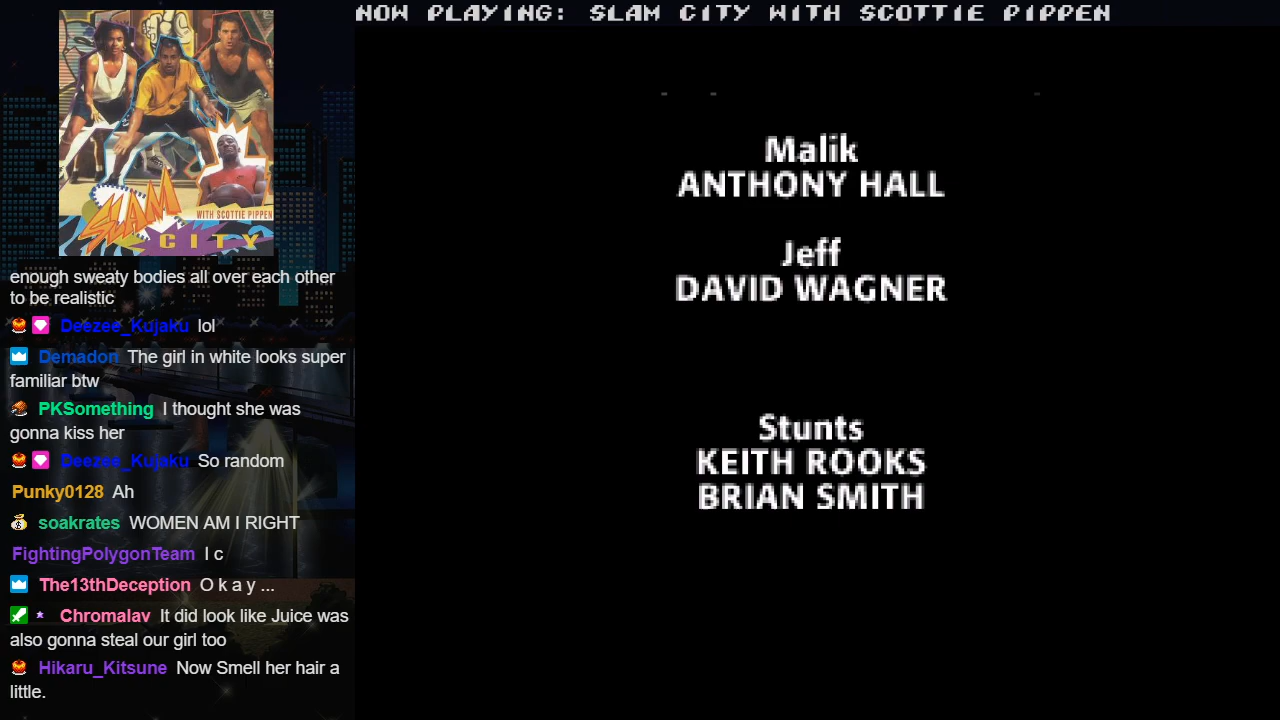 NOW PLAYING: SLAM CITY WITH SCOTTIE PIPPEN
SLAM
WITH SCOTTIE PIPPEN
CITY
enough sweaty bodies all over each other
to be realistic
Deezee_Kujaku lol
Demadon The girl in white looks super
familiar btw
PKSomething I thought she was
gonna kiss her
Deezee_Kujaku So random
Punky0128 Ah
soakrates WOMEN AM I RIGHT
FightingPolygonTeam I c
The13thDeception O k a y ...
Chromalav It did look like Juice was
also gonna steal our girl too
Hikaru_Kitsune Now Smell her hair a
little.
Malik
ANTHONY HALL
Jeff
DAVID WAGNER
Stunts
KEITH ROOKS
BRIAN SMITH